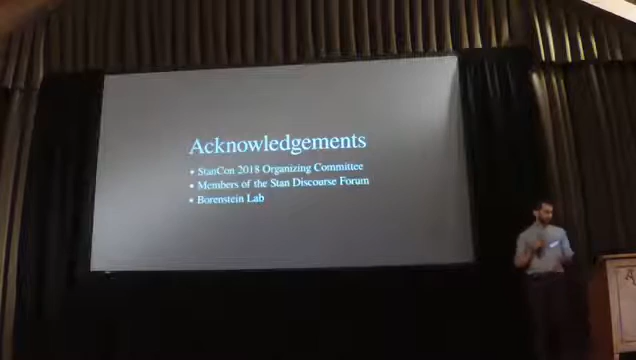 Acknowledgements
• StanCon 2018 Organizing Committee
• Members of the Stan Discourse Forum
• Borenstein Lab